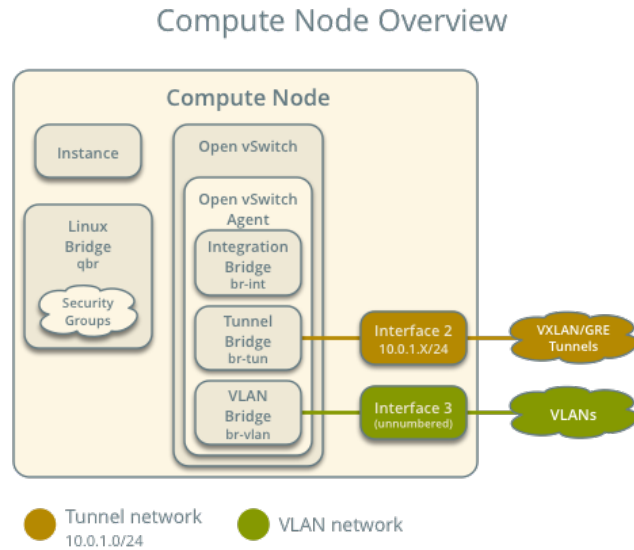 Compute Node Overview
Compute Node
Instance
Linux
Bridge
qbr
Security
Groups
Open vSwitch
Open vSwitch
Agent
Integration
Bridge
br-int
Tunnel
Bridge
br-tun
VLAN
Bridge
br-vlan
Interface 2
10.0.1.X/24
Interface 3
(unnumbered)
VXLAN/GRE
Tunnels
VLANs
Tunnel network
10.0.1.0/24
VLAN network